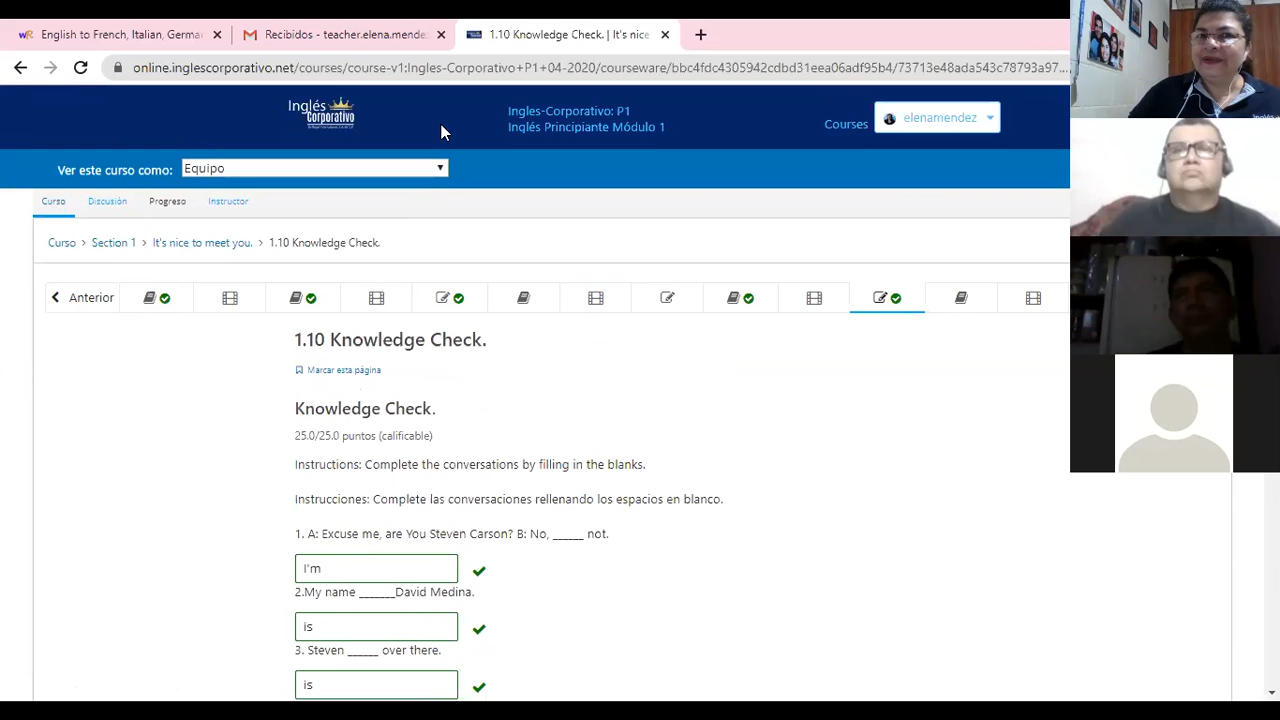 English to French, Italian, Germa
Recibidos - teacher.elena.mende
1.10 Knowledge Check. | It's nice
online.inglescorporativo.net/courses/course-v1:Ingles-Corporativo+P1+04-2020/courseware/bbc4fdc4305942cdbd31eea06adf95b4/73713e48ada543c78793a97...
Inglés
Corporativo
Ingles-Corporativo: P1
Inglés Principiante Módulo 1
Courses
elenamendez
Ver este curso como:
Equipo
Curso
Discusión
Progreso
Instructor
Curso > Section 1 > It's nice to meet you. > 1.10 Knowledge Check.
Anterior
1.10 Knowledge Check.
Marcar esta página
Knowledge Check.
25.0/25.0 puntos (calificable)
Instructions: Complete the conversations by filling in the blanks.
Instrucciones: Complete las conversaciones rellenando los espacios en blanco.
1. A: Excuse me, are You Steven Carson? B: No, ______ not.
I'm
2.My name _______David Medina.
is
3. Steven ______ over there.
is